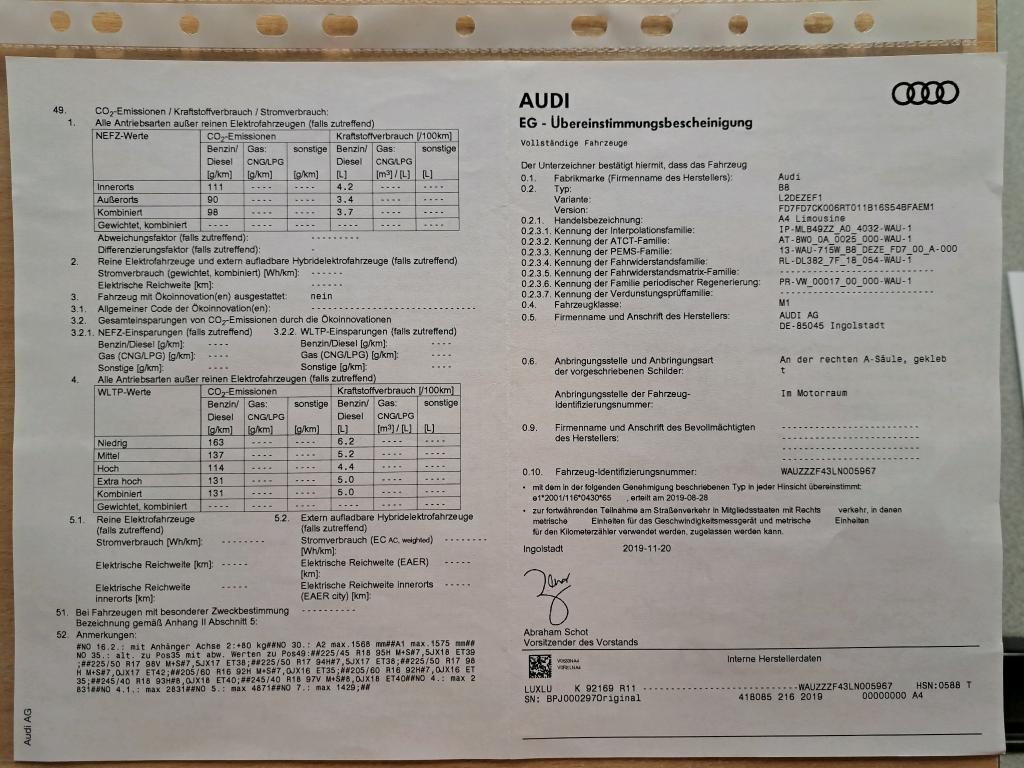 49. CO2-Emissionen / Kraftstoffverbrauch / Stromverbrauch:
1. Alle Antriebsarten außer reinen Elektrofahrzeugen (falls zutreffend)
NEFZ-Werte CO2-Emissionen Kraftstoffverbrauch [/100km]
Benzin/ Gas: sonstige Benzin/ Gas: sonstige
Diesel CNG/LPG Diesel CNG/LPG
[g/km] [g/km] [g/km] [L] [m³] / [L] [L]
Innerorts 111 ---- ---- 4.2 ---- ----
Außerorts 90 ---- ---- 3.4 ---- ----
Kombiniert 98 ---- ---- 3.7 ---- ----
Gewichtet, kombiniert ---- ---- ---- ---- ---- ----
Abweichungsfaktor (falls zutreffend): ---------
Differenzierungsfaktor (falls zutreffend): -
2. Reine Elektrofahrzeuge und extern aufladbare Hybridelektrofahrzeuge (falls zutreffend)
Stromverbrauch (gewichtet, kombiniert) [Wh/km]: ------
Elektrische Reichweite [km]: ------
3. Fahrzeug mit Ökoinnovation(en) ausgestattet: nein
3.1. Allgemeiner Code der Ökoinnovation(en):
3.2. Gesamteinsparungen von CO2-Emissionen durch die Ökoinnovationen
3.2.1. NEFZ-Einsparungen (falls zutreffend) 3.2.2. WLTP-Einsparungen (falls zutreffend)
Benzin/Diesel [g/km]: ---- Benzin/Diesel [g/km]: ----
Gas (CNG/LPG) [g/km]: ---- Gas (CNG/LPG) [g/km]: ----
Sonstige [g/km]: ---- Sonstige [g/km]: ----
4. Alle Antriebsarten außer reinen Elektrofahrzeugen (falls zutreffend)
WLTP-Werte CO2-Emissionen Kraftstoffverbrauch [/100km]
Benzin/ Gas: sonstige Benzin/ Gas: sonstige
Diesel CNG/LPG Diesel CNG/LPG
[g/km] [g/km] [g/km] [L] [m³] / [L] [L]
Niedrig 163 ---- ---- 6.2 ---- ----
Mittel 137 ---- ---- 5.2 ---- ----
Hoch 114 ---- ---- 4.4 ---- ----
Extra hoch 131 ---- ---- 5.0 ---- ----
Kombiniert 131 ---- ---- 5.0 ---- ----
Gewichtet, kombiniert ---- ---- ---- ---- ---- ----
5.1. Reine Elektrofahrzeuge 5.2. Extern aufladbare Hybridelektrofahrzeuge
(falls zutreffend) (falls zutreffend)
Stromverbrauch [Wh/km]: -------- Stromverbrauch (EC AC, weighted) --------
[Wh/km]:
Elektrische Reichweite [km]: ----- Elektrische Reichweite (EAER) -----
[km]:
Elektrische Reichweite ----- Elektrische Reichweite innerorts -----
innerorts [km]: (EAER city) [km]:
51. Bei Fahrzeugen mit besonderer Zweckbestimmung ----------
Bezeichnung gemäß Anhang II Abschnitt 5:
52. Anmerkungen:
#NO 16.2.: mit Anhänger Achse 2:+80 kg##NO 30.: A2 max.1568 mm##A1 max.1575 mm##
NO 35.: alt. zu Pos35 mit abw. Werten zu Pos49:##225/45 R18 95H M+S#7,5JX18 ET39
;##225/50 R17 98V M+S#7,5JX17 ET38;##225/50 R17 94H#7,5JX17 ET38;##225/50 R17 98
H M+S#7,0JX17 ET42;##205/60 R16 92H M+S#7,0JX16 ET35;##205/60 R16 92H#7,0JX16 ET
35;##245/40 R18 93H#8,0JX18 ET40;##245/40 R18 97V M+S#8,0JX18 ET40##NO 4.: max 2
831##NO 4.1.: max 2831##NO 5.: max 4871##NO 7.: max 1429;##
Audi AG
AUDI
EG - Übereinstimmungsbescheinigung
Vollständige Fahrzeuge
Der Unterzeichner bestätigt hiermit, dass das Fahrzeug
0.1. Fabrikmarke (Firmenname des Herstellers): Audi
0.2. Typ: B8
Variante: L2DEZEF1
Version: FD7FD7CK006RT011B16S54BFAEM1
0.2.1. Handelsbezeichnung: A4 Limousine
0.2.3.1. Kennung der Interpolationsfamilie: IP-MLB49ZZ_A0_4032-WAU-1
0.2.3.2. Kennung der ATCT-Familie: AT-8W0_0A_0025_000-WAU-1
0.2.3.3. Kennung der PEMS-Familie: 13-WAU-715W_B8_DEZE_FD7_00_A-000
0.2.3.4. Kennung der Fahrwiderstandsfamilie: RL-DL382_7F_18_054-WAU-1
0.2.3.5. Kennung der Fahrwiderstandsmatrix-Familie: --------------------
0.2.3.6. Kennung der Familie periodischer Regenerierung: PR-VW_00017_00_000-WAU-1
0.2.3.7. Kennung der Verdunstungsprüffamilie: --------------------
0.4. Fahrzeugklasse: M1
0.5. Firmenname und Anschrift des Herstellers: AUDI AG
DE-85045 Ingolstadt
0.6. Anbringungsstelle und Anbringungsart An der rechten A-Säule, gekleb
der vorgeschriebenen Schilder: t
Anbringungsstelle der Fahrzeug- Im Motorraum
Identifizierungsnummer:
0.9. Firmenname und Anschrift des Bevollmächtigten --------------------
des Herstellers: --------------------
--------------------
0.10. Fahrzeug-Identifizierungsnummer: WAUZZZF43LN005967
• mit dem in der folgenden Genehmigung beschriebenen Typ in jeder Hinsicht übereinstimmt:
e1*2001/116*0430*65 , erteilt am 2019-08-28
• zur fortwährenden Teilnahme am Straßenverkehr in Mitgliedsstaaten mit Rechts verkehr, in denen
metrische Einheiten für das Geschwindigkeitsmessgerät und metrische Einheiten
für den Kilometerzähler verwendet werden, zugelassen werden kann.
Ingolstadt 2019-11-20
Abraham Schot
Vorsitzender des Vorstands
Interne Herstellerdaten
LUXLU K 92169 R11 --------------------WAUZZZF43LN005967 HSN:0588 T
SN: BPJ000297Original 418085 216 2019 00000000 A4